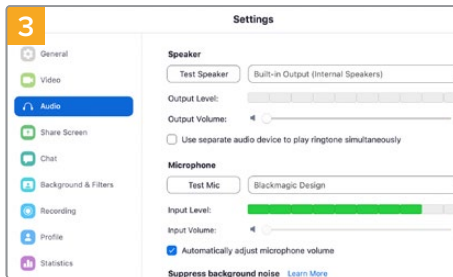 3
Settings
General
Video
Audio
Share Screen
Chat
Background & Filters
Recording
Profile
Statistics
Speaker
Test Speaker Built-in Output (Internal Speakers)
Output Level:
Output Volume:
Use separate audio device to play ringtone simultaneously
Microphone
Test Mic Blackmagic Design
Input Level:
Input Volume:
Automatically adjust microphone volume
Suppress background noise Learn More